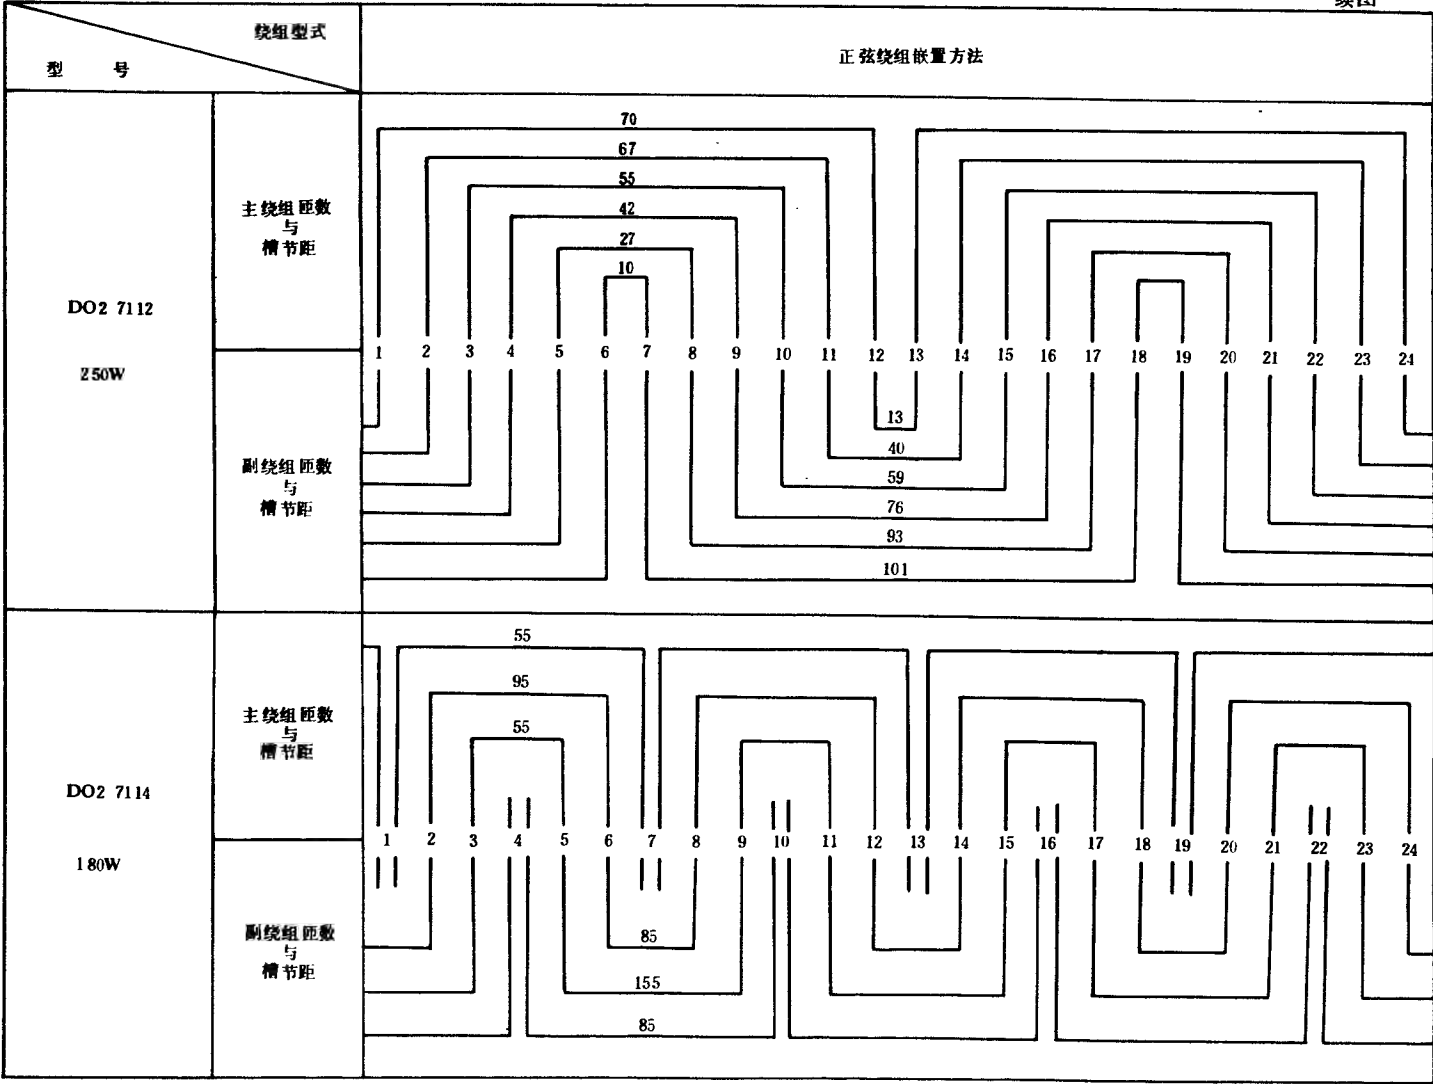 续图
绕组型式
型 号
正弦绕组嵌置方法
DO2 7112
250W
主绕组匝数
与
槽节距
70
67
55
42
27
10
1 2 3 4 5 6 7 8 9 10 11 12 13 14 15 16 17 18 19 20 21 22 23 24
副绕组匝数
与
槽节距
13
40
59
76
93
101
DO2 7114
180W
主绕组匝数
与
槽节距
55
95
55
1 2 3 4 5 6 7 8 9 10 11 12 13 14 15 16 17 18 19 20 21 22 23 24
副绕组匝数
与
槽节距
85
155
85